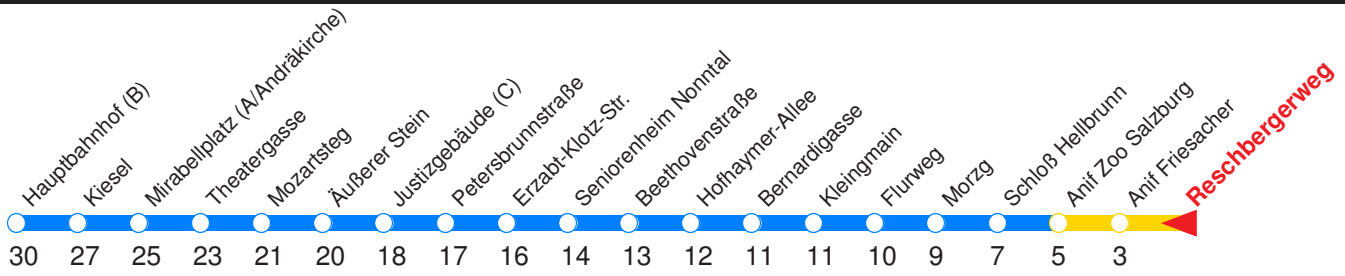 Hauptbahnhof (B)
Kiesel
Mirabellplatz (A/Andräkirche)
Theatergasse
Mozartsteg
Äußerer Stein
Justizgebäude (C)
Petersbrunnstraße
Erzabt-Klotz-Str.
Seniorenheim Nonntal
Beethovenstraße
Hofhaymer-Allee
Bernardigasse
Kleingmain
Flurweg
Morzg
Schloß Hellbrunn
Anif Zoo Salzburg
Anif Friesacher
Reschbergerweg
30 27 25 23 21 20 18 17 16 14 13 12 11 11 10 9 7 5 3